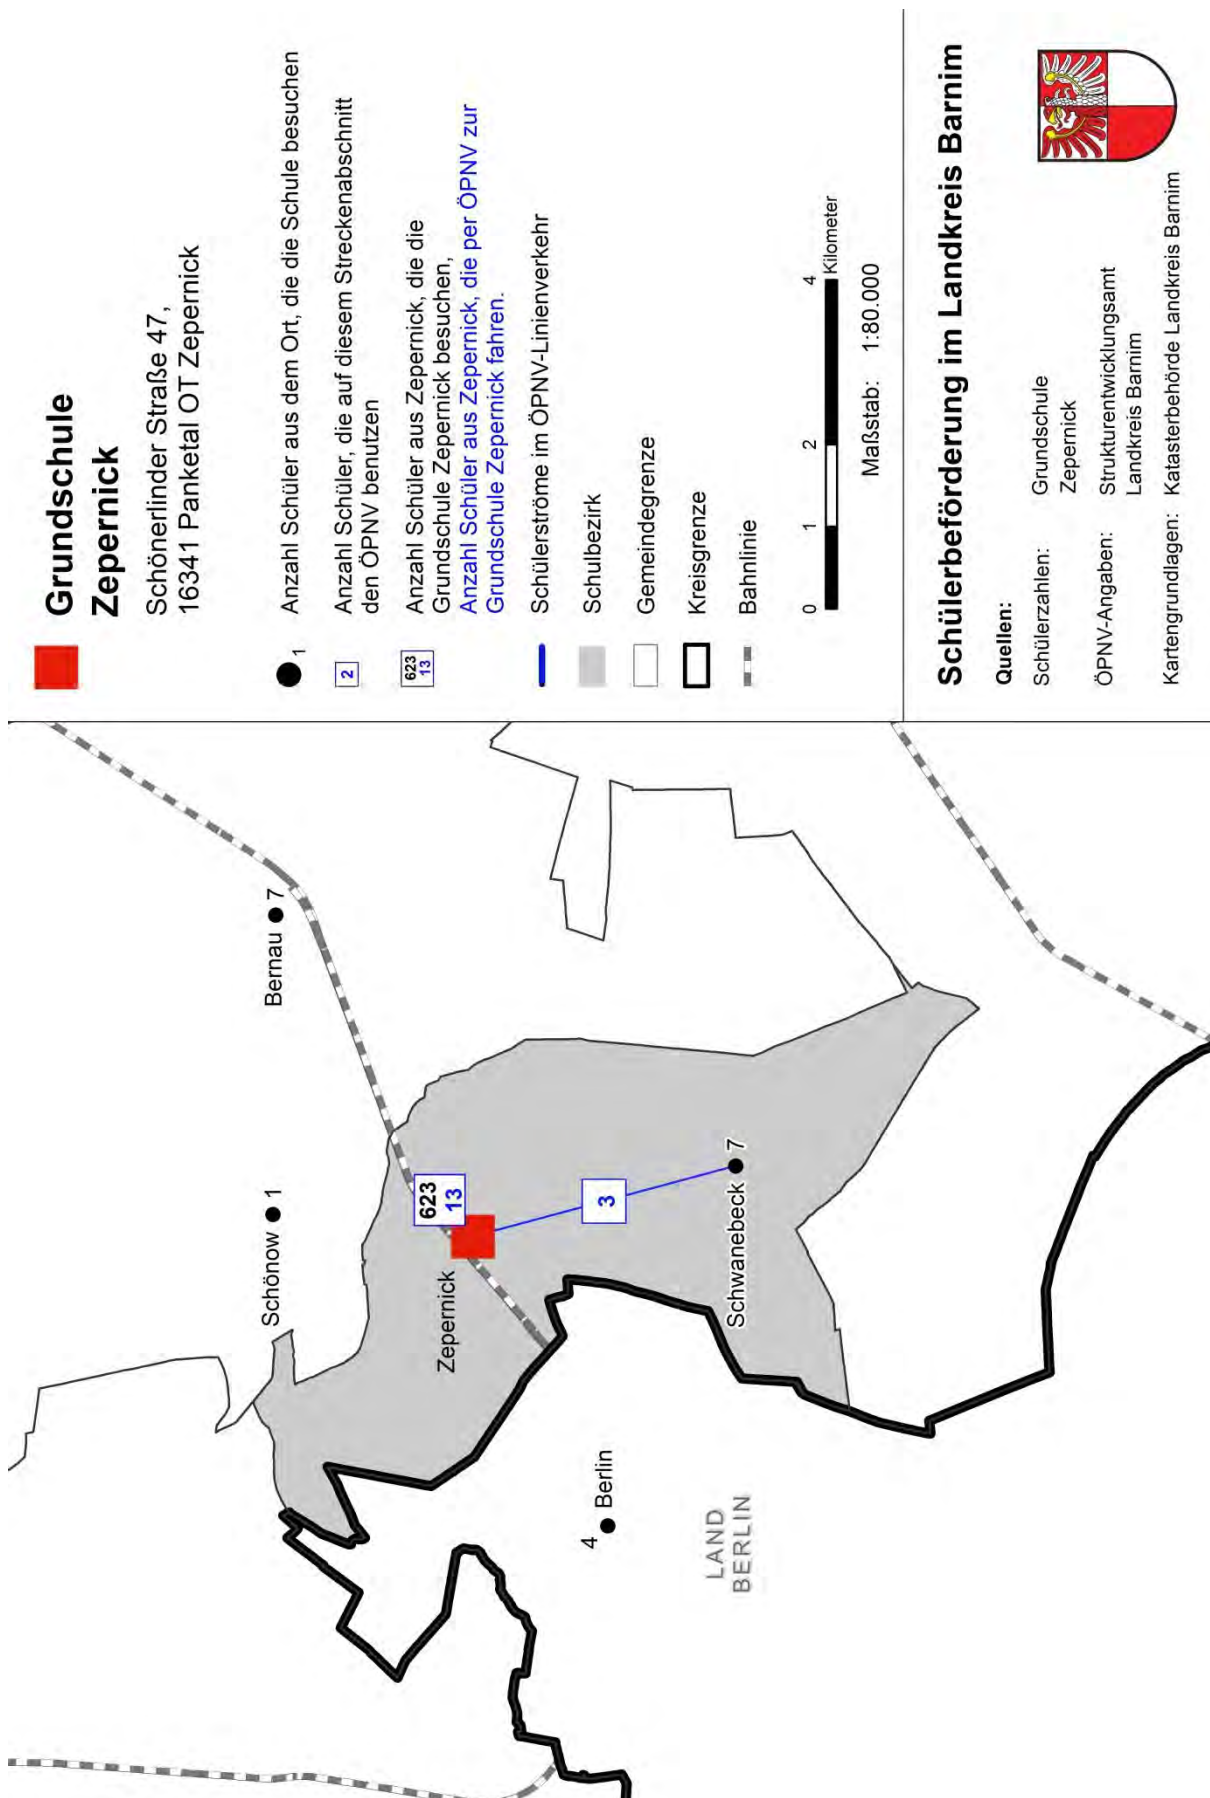 Grundschule
Zepernick
Schönerlinder Straße 47,
16341 Panketal OT Zepernick
1
Anzahl Schüler aus dem Ort, die die Schule besuchen
2
Anzahl Schüler, die auf diesem Streckenabschnitt
den ÖPNV benutzen
623
13
Anzahl Schüler aus Zepernick, die die
Grundschule Zepernick besuchen,
Anzahl Schüler aus Zepernick, die per ÖPNV zur
Grundschule Zepernick fahren.
Schülerströme im ÖPNV-Linienverkehr
Schulbezirk
Gemeindegrenze
Kreisgrenze
Bahnlinie
0 1 2 4
Kilometer
Maßstab: 1:80.000
Schülerbeförderung im Landkreis Barnim
Quellen:
Schülerzahlen: Grundschule
Zepernick
ÖPNV-Angaben: Strukturentwicklungsamt
Landkreis Barnim
Kartengrundlagen: Katasterbehörde Landkreis Barnim
Bernau 7
Schönow 1
623
13
Zepernick
3
Schwanebeck 7
4 Berlin
LAND
BERLIN